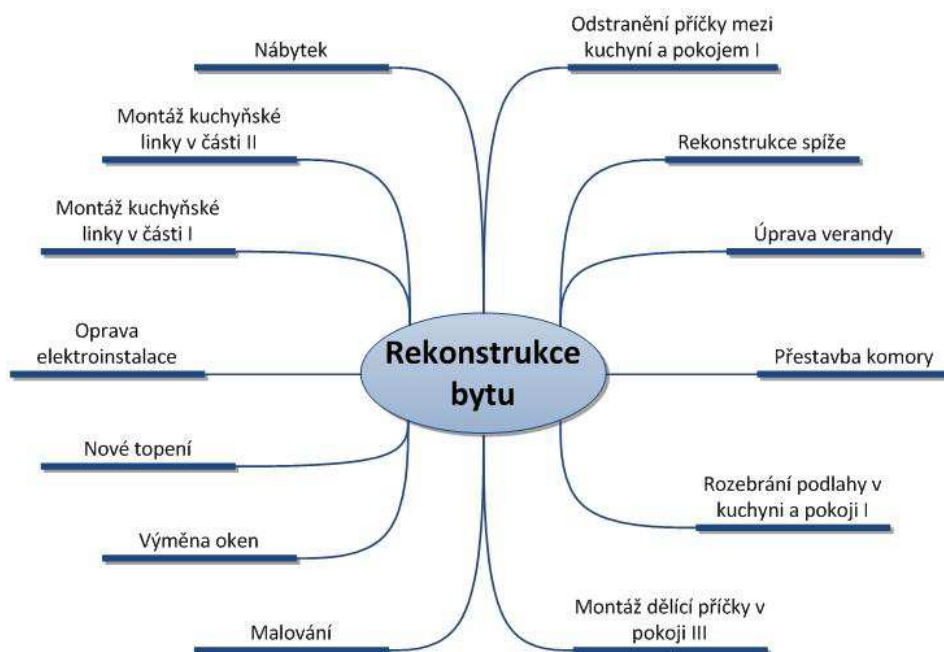 Nábytek
Odstranění příčky mezi
kuchyní a pokojem I
Montáž kuchyňské
linky v části II
Rekonstrukce spíže
Montáž kuchyňské
linky v části I
Úprava verandy
Oprava
elektroinstalace
Rekonstrukce
bytu
Přestavba komory
Nové topení
Rozebrání podlahy v
kuchyni a pokoji I
Výměna oken
Malování
Montáž dělící příčky v
pokoji III